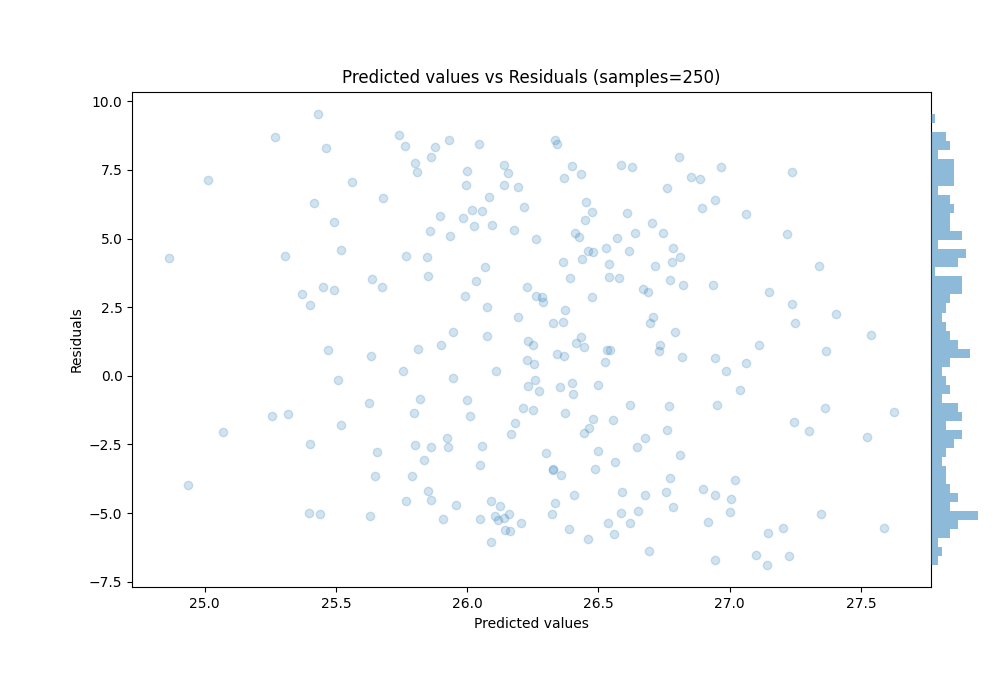 Predicted values vs Residuals (samples=250)
10.0
7.5
5.0
2.5
0.0
−2.5
−5.0
−7.5
Residuals
25.0 25.5 26.0 26.5 27.0 27.5
Predicted values